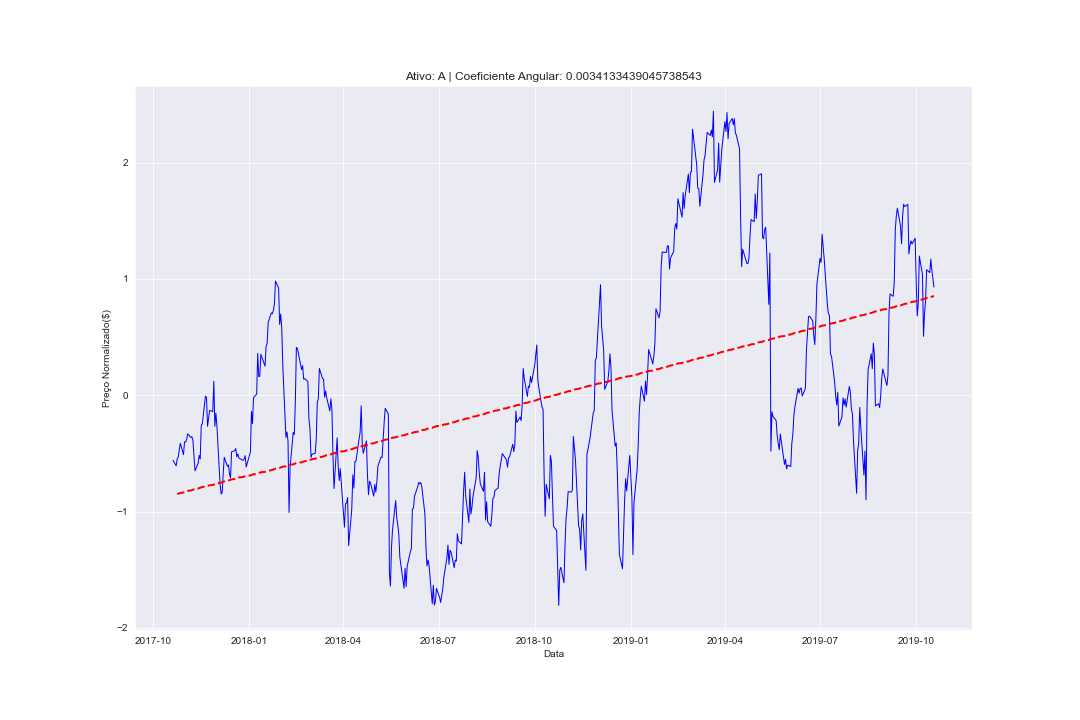 Ativo: A | Coeficiente Angular: 0.0034133439045738543
Preço Normalizado($)
2
1
0
−1
−2
2017-10 2018-01 2018-04 2018-07 2018-10 2019-01 2019-04 2019-07 2019-10
Data